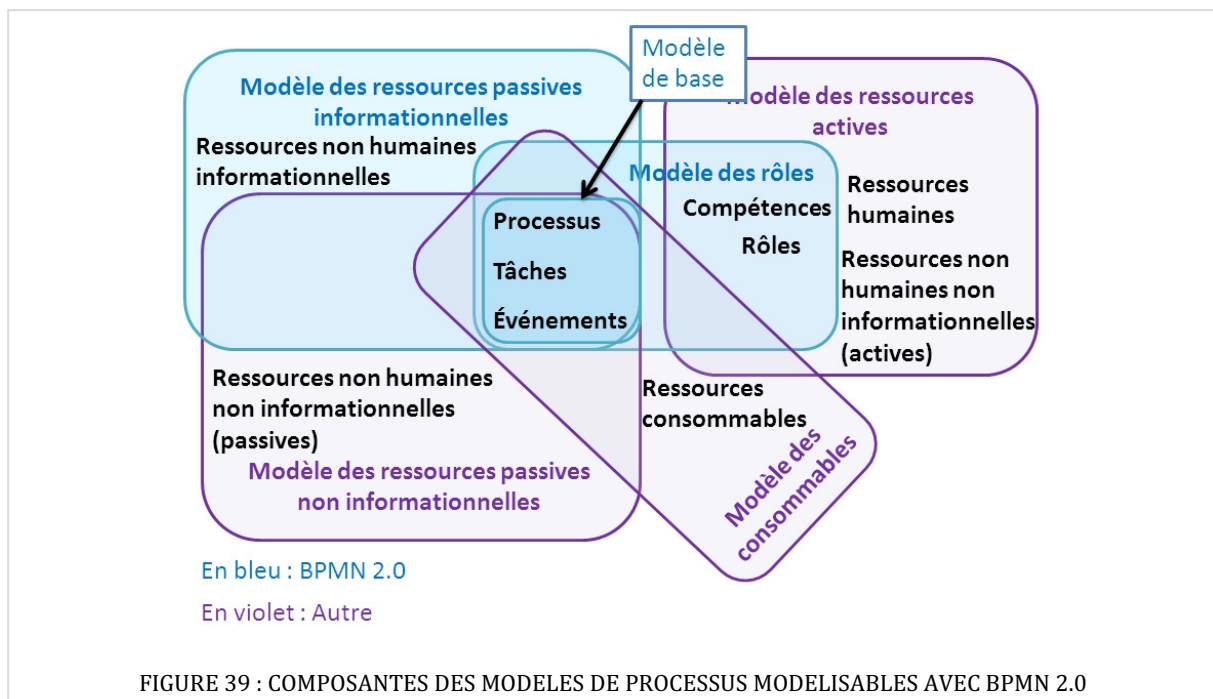 Modèle
de base
Modèle des ressources passives
informationnelles
Ressources non humaines
informationnelles
Modèle des ressources
actives
Modèle des rôles
Compétences
Rôles
Ressources
humaines
Ressources non
humaines non
informationnelles
(actives)
Processus
Tâches
Événements
Ressources non humaines
non informationnelles
(passives)
Modèle des ressources passives
non informationnelles
Ressources
consommables
Modèle des
consommables
En bleu : BPMN 2.0
En violet : Autre
FIGURE 39 : COMPOSANTES DES MODELES DE PROCESSUS MODELISABLES AVEC BPMN 2.0